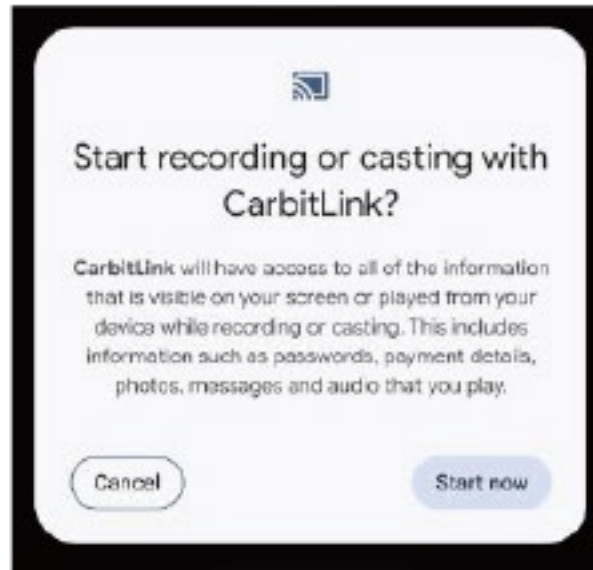 Start recording or casting with
CarbitLink?
CarbitLink will have access to all of the information
that is visible on your screen or played from your
device while recording or casting. This includes
information such as passwords, payment details,
photos, messages and audio that you play.
Cancel
Start now